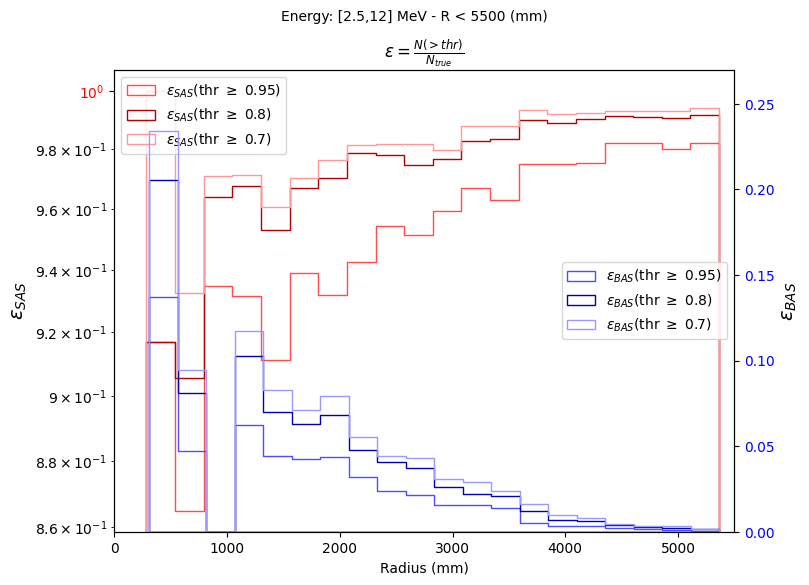 Energy: [2.5,12] MeV - R < 5500 (mm)
ε = N(>thr)/N_true
ε_SAS(thr ≥ 0.95)
ε_SAS(thr ≥ 0.8)
ε_SAS(thr ≥ 0.7)
ε_BAS(thr ≥ 0.95)
ε_BAS(thr ≥ 0.8)
ε_BAS(thr ≥ 0.7)
10⁰
9.8 × 10⁻¹
9.6 × 10⁻¹
9.4 × 10⁻¹
9.2 × 10⁻¹
9 × 10⁻¹
8.8 × 10⁻¹
8.6 × 10⁻¹
ε_SAS
0.25
0.20
0.15
0.10
0.05
0.00
ε_BAS
0 1000 2000 3000 4000 5000
Radius (mm)